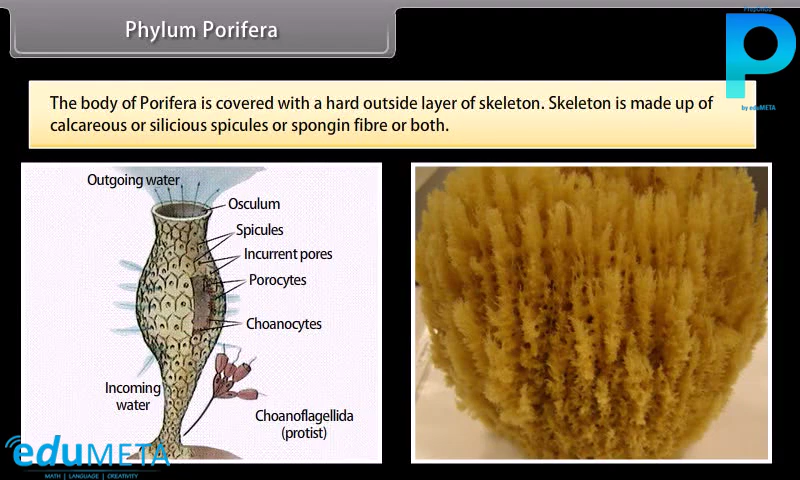 Phylum Porifera
Preponds
P
by eduMETA
The body of Porifera is covered with a hard outside layer of skeleton. Skeleton is made up of
calcareous or silicious spicules or spongin fibre or both.
Outgoing water
Osculum
Spicules
Incurrent pores
Porocytes
Choanocytes
Incoming
water
Choanoflagellida
(protist)
eduMETA
MATH | LANGUAGE | CREATIVITY